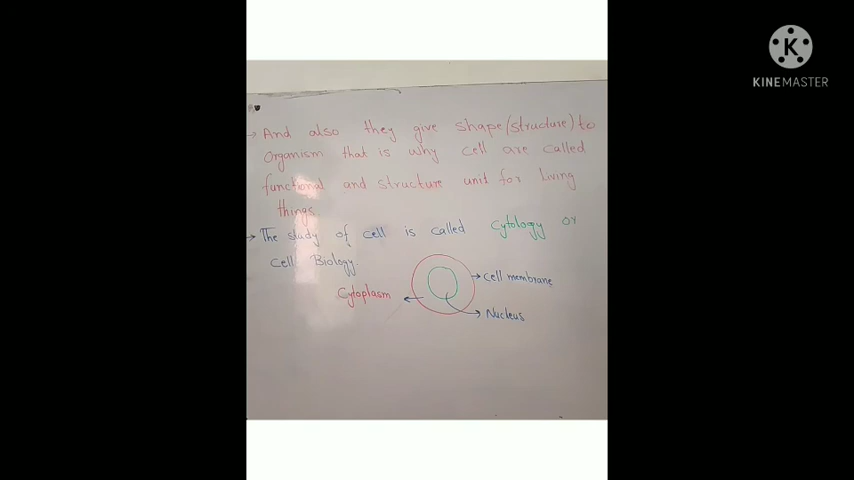 KINEMASTER
→ And also they give shape (structure) to
organism that is why cell are called
functional and structure unit for living
things.
→ The study of cell is called Cytology or
cell Biology.
Cell membrane
Cytoplasm
Nucleus